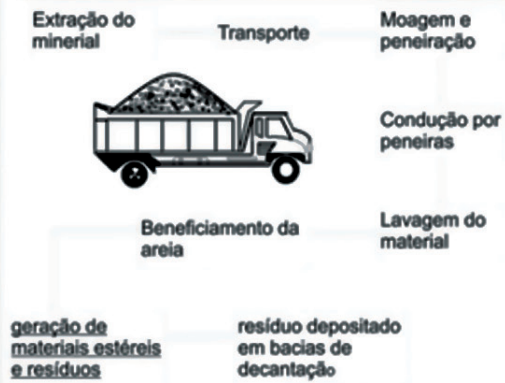 Extração do
minerial
Transporte
Moagem e
peneiração
Condução por
peneiras
Lavagem do
material
Beneficiamento da
areia
geração de
materiais estéreis
e resíduos
resíduo depositado
em bacias de
decantação